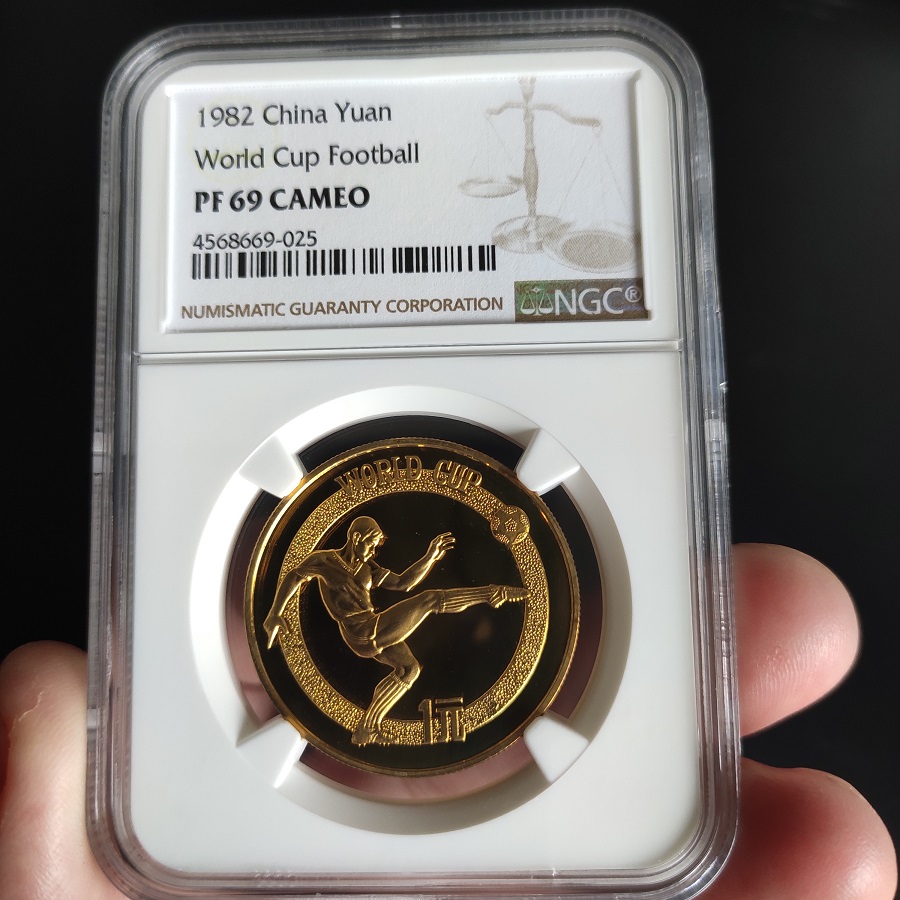 1982 China Yuan
World Cup Football
PF 69 CAMEO
4568669-025
NUMISMATIC GUARANTY CORPORATION
NGC®
WORLD CUP
1元